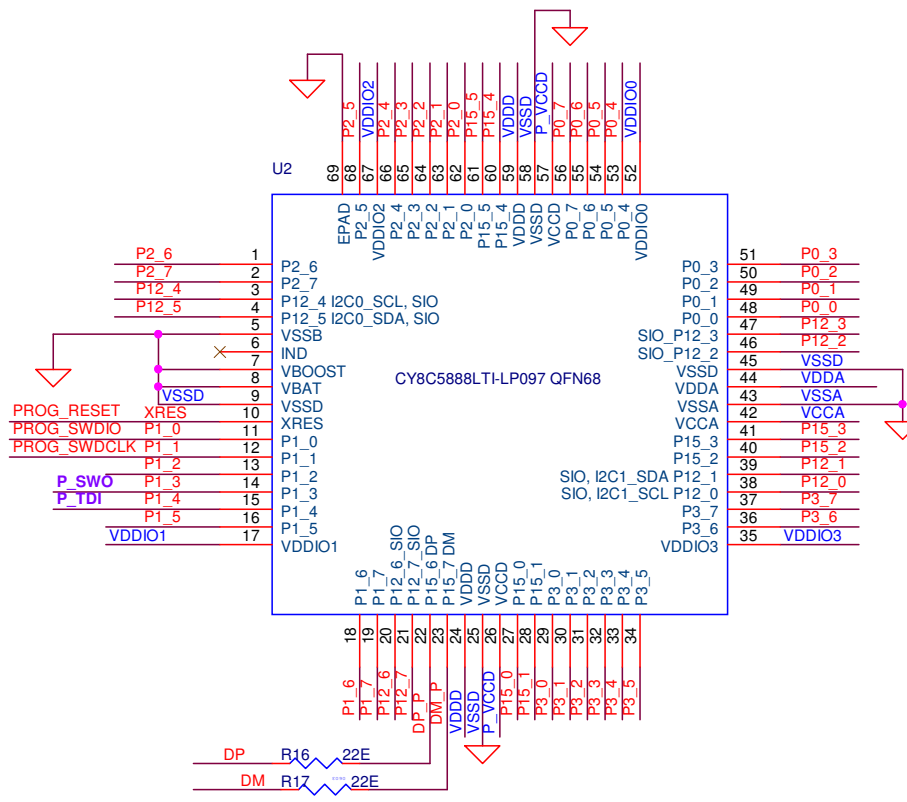 U2
69
68
67
66
65
64
63
62
61
60
59
58
57
56
55
54
53
52
P2_5
VDDIO2
P2_4
P2_3
P2_2
P2_1
P2_0
P15_5
P15_4
VDDD
VSSD
P_VCCD
P0_7
P0_6
P0_5
P0_4
VDDIO0
EPAD
P2_5
VDDIO2
P2_4
P2_3
P2_2
P2_1
P2_0
P15_5
P15_4
VDDD
VSSD
VCCD
P0_7
P0_6
P0_5
P0_4
VDDIO0
P2_6 1 P2_6
P2_7 2 P2_7
P12_4 3 P12_4 I2C0_SCL, SIO
P12_5 4 P12_5 I2C0_SDA, SIO
5 VSSB
6 IND
7 VBOOST
8 VBAT
VSSD 9 VSSD
PROG_RESET XRES 10 XRES
PROG_SWDIO P1_0 11 P1_0
PROG_SWDCLK P1_1 12 P1_1
P1_2 13 P1_2
P_SWO P1_3 14 P1_3
P_TDI P1_4 15 P1_4
P1_5 16 P1_5
VDDIO1 17 VDDIO1
CY8C5888LTI-LP097 QFN68
P0_3 51 P0_3
P0_2 50 P0_2
P0_1 49 P0_1
P0_0 48 P0_0
SIO_P12_3 47 P12_3
SIO_P12_2 46 P12_2
VSSD 45 VSSD
VDDA 44 VDDA
VSSA 43 VSSA
VCCA 42 VCCA
P15_3 41 P15_3
P15_2 40 P15_2
SIO, I2C1_SDA P12_1 39 P12_1
SIO, I2C1_SCL P12_0 38 P12_0
P3_7 37 P3_7
P3_6 36 P3_6
VDDIO3 35 VDDIO3
P1_6
P1_7
P12_6_SIO
P12_7_SIO
P15_6 DP
P15_7 DM
VDDD
VSSD
VCCD
P15_0
P15_1
P3_0
P3_1
P3_2
P3_3
P3_4
P3_5
18
19
20
21
22
23
24
25
26
27
28
29
30
31
32
33
34
P1_6
P1_7
P12_6
P12_7
DP_P
DM_P
VDDD
VSSD
P_VCCD
P15_0
P15_1
P3_0
P3_1
P3_2
P3_3
P3_4
P3_5
DP R16 22E
DM R17 22E